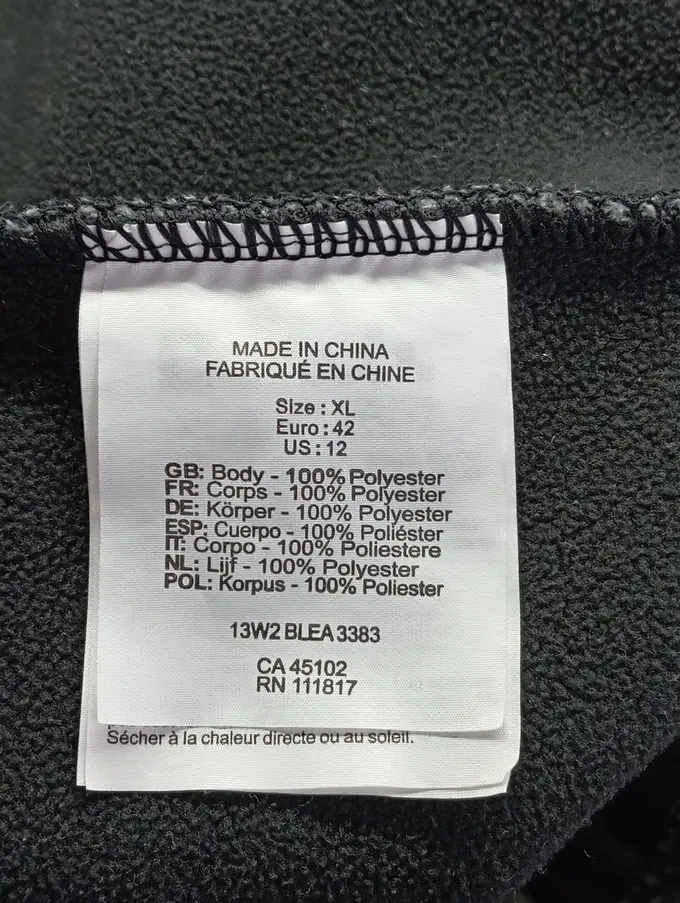 MADE IN CHINA
FABRIQUÉ EN CHINE
Size : XL
Euro : 42
US : 12
GB: Body - 100% Polyester
FR: Corps - 100% Polyester
DE: Körper - 100% Polyester
ESP: Cuerpo - 100% Poliéster
IT: Corpo - 100% Poliestere
NL: Lijf - 100% Polyester
POL: Korpus - 100% Poliester
13W2 BLEA 3383
CA 45102
RN 111817
Sécher à la chaleur directe ou au soleil.